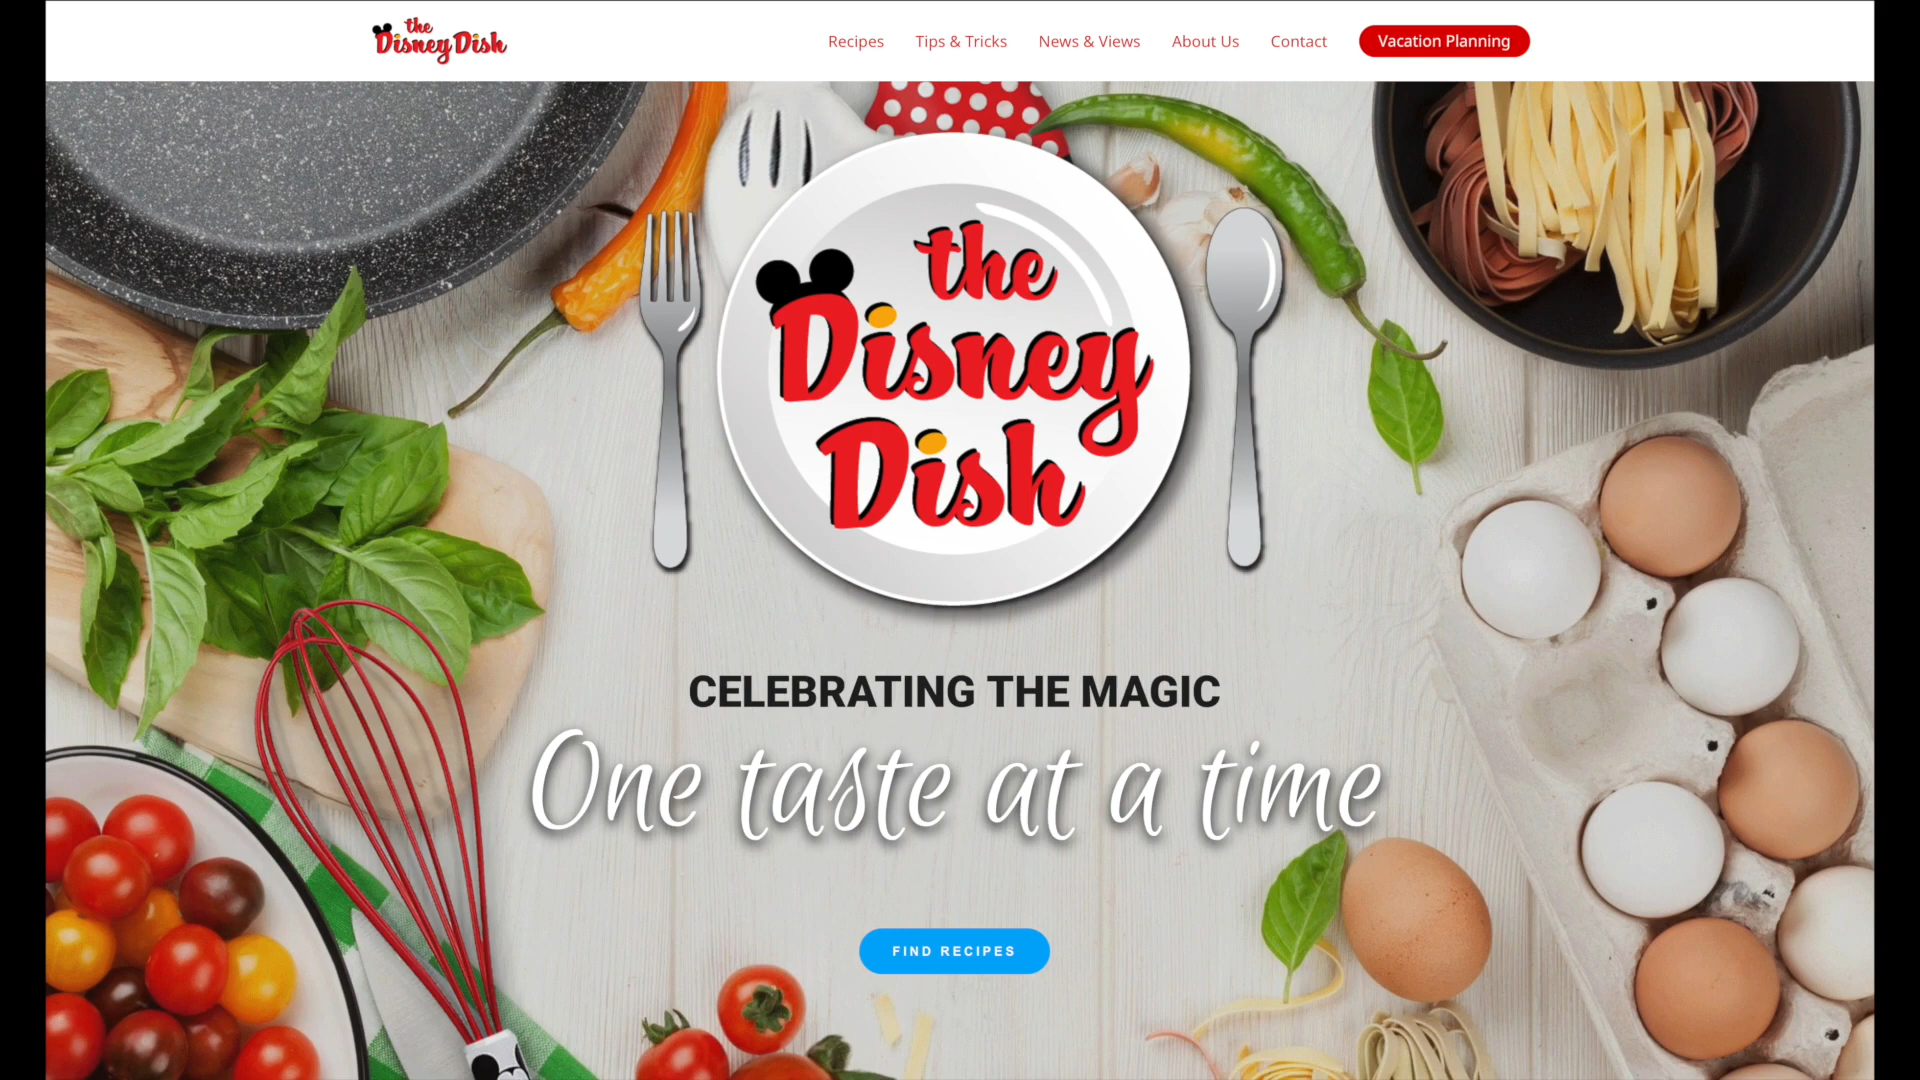 the
Disney Dish
Recipes
Tips & Tricks
News & Views
About Us
Contact
Vacation Planning
the
Disney
Dish
CELEBRATING THE MAGIC
One taste at a time
FIND RECIPES